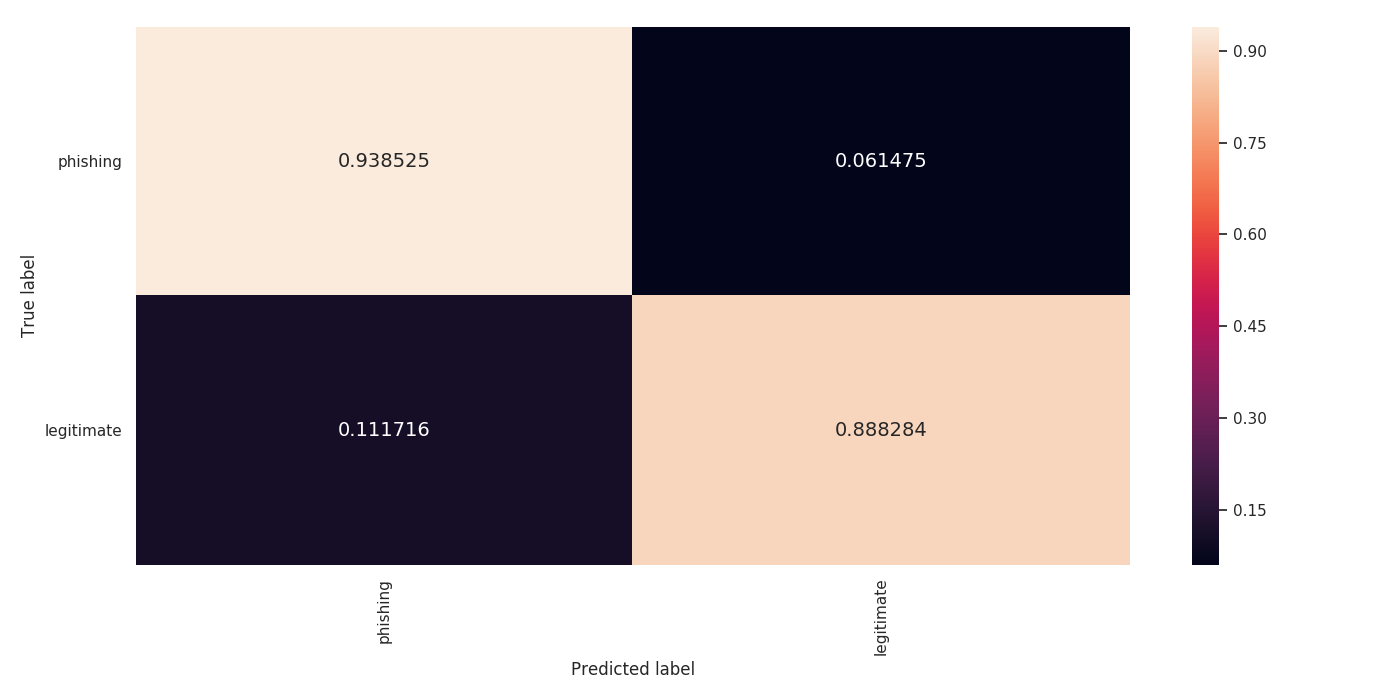 phishing
0.938525
0.061475
legitimate
0.111716
0.888284
True label
phishing
legitimate
Predicted label
0.90
0.75
0.60
0.45
0.30
0.15